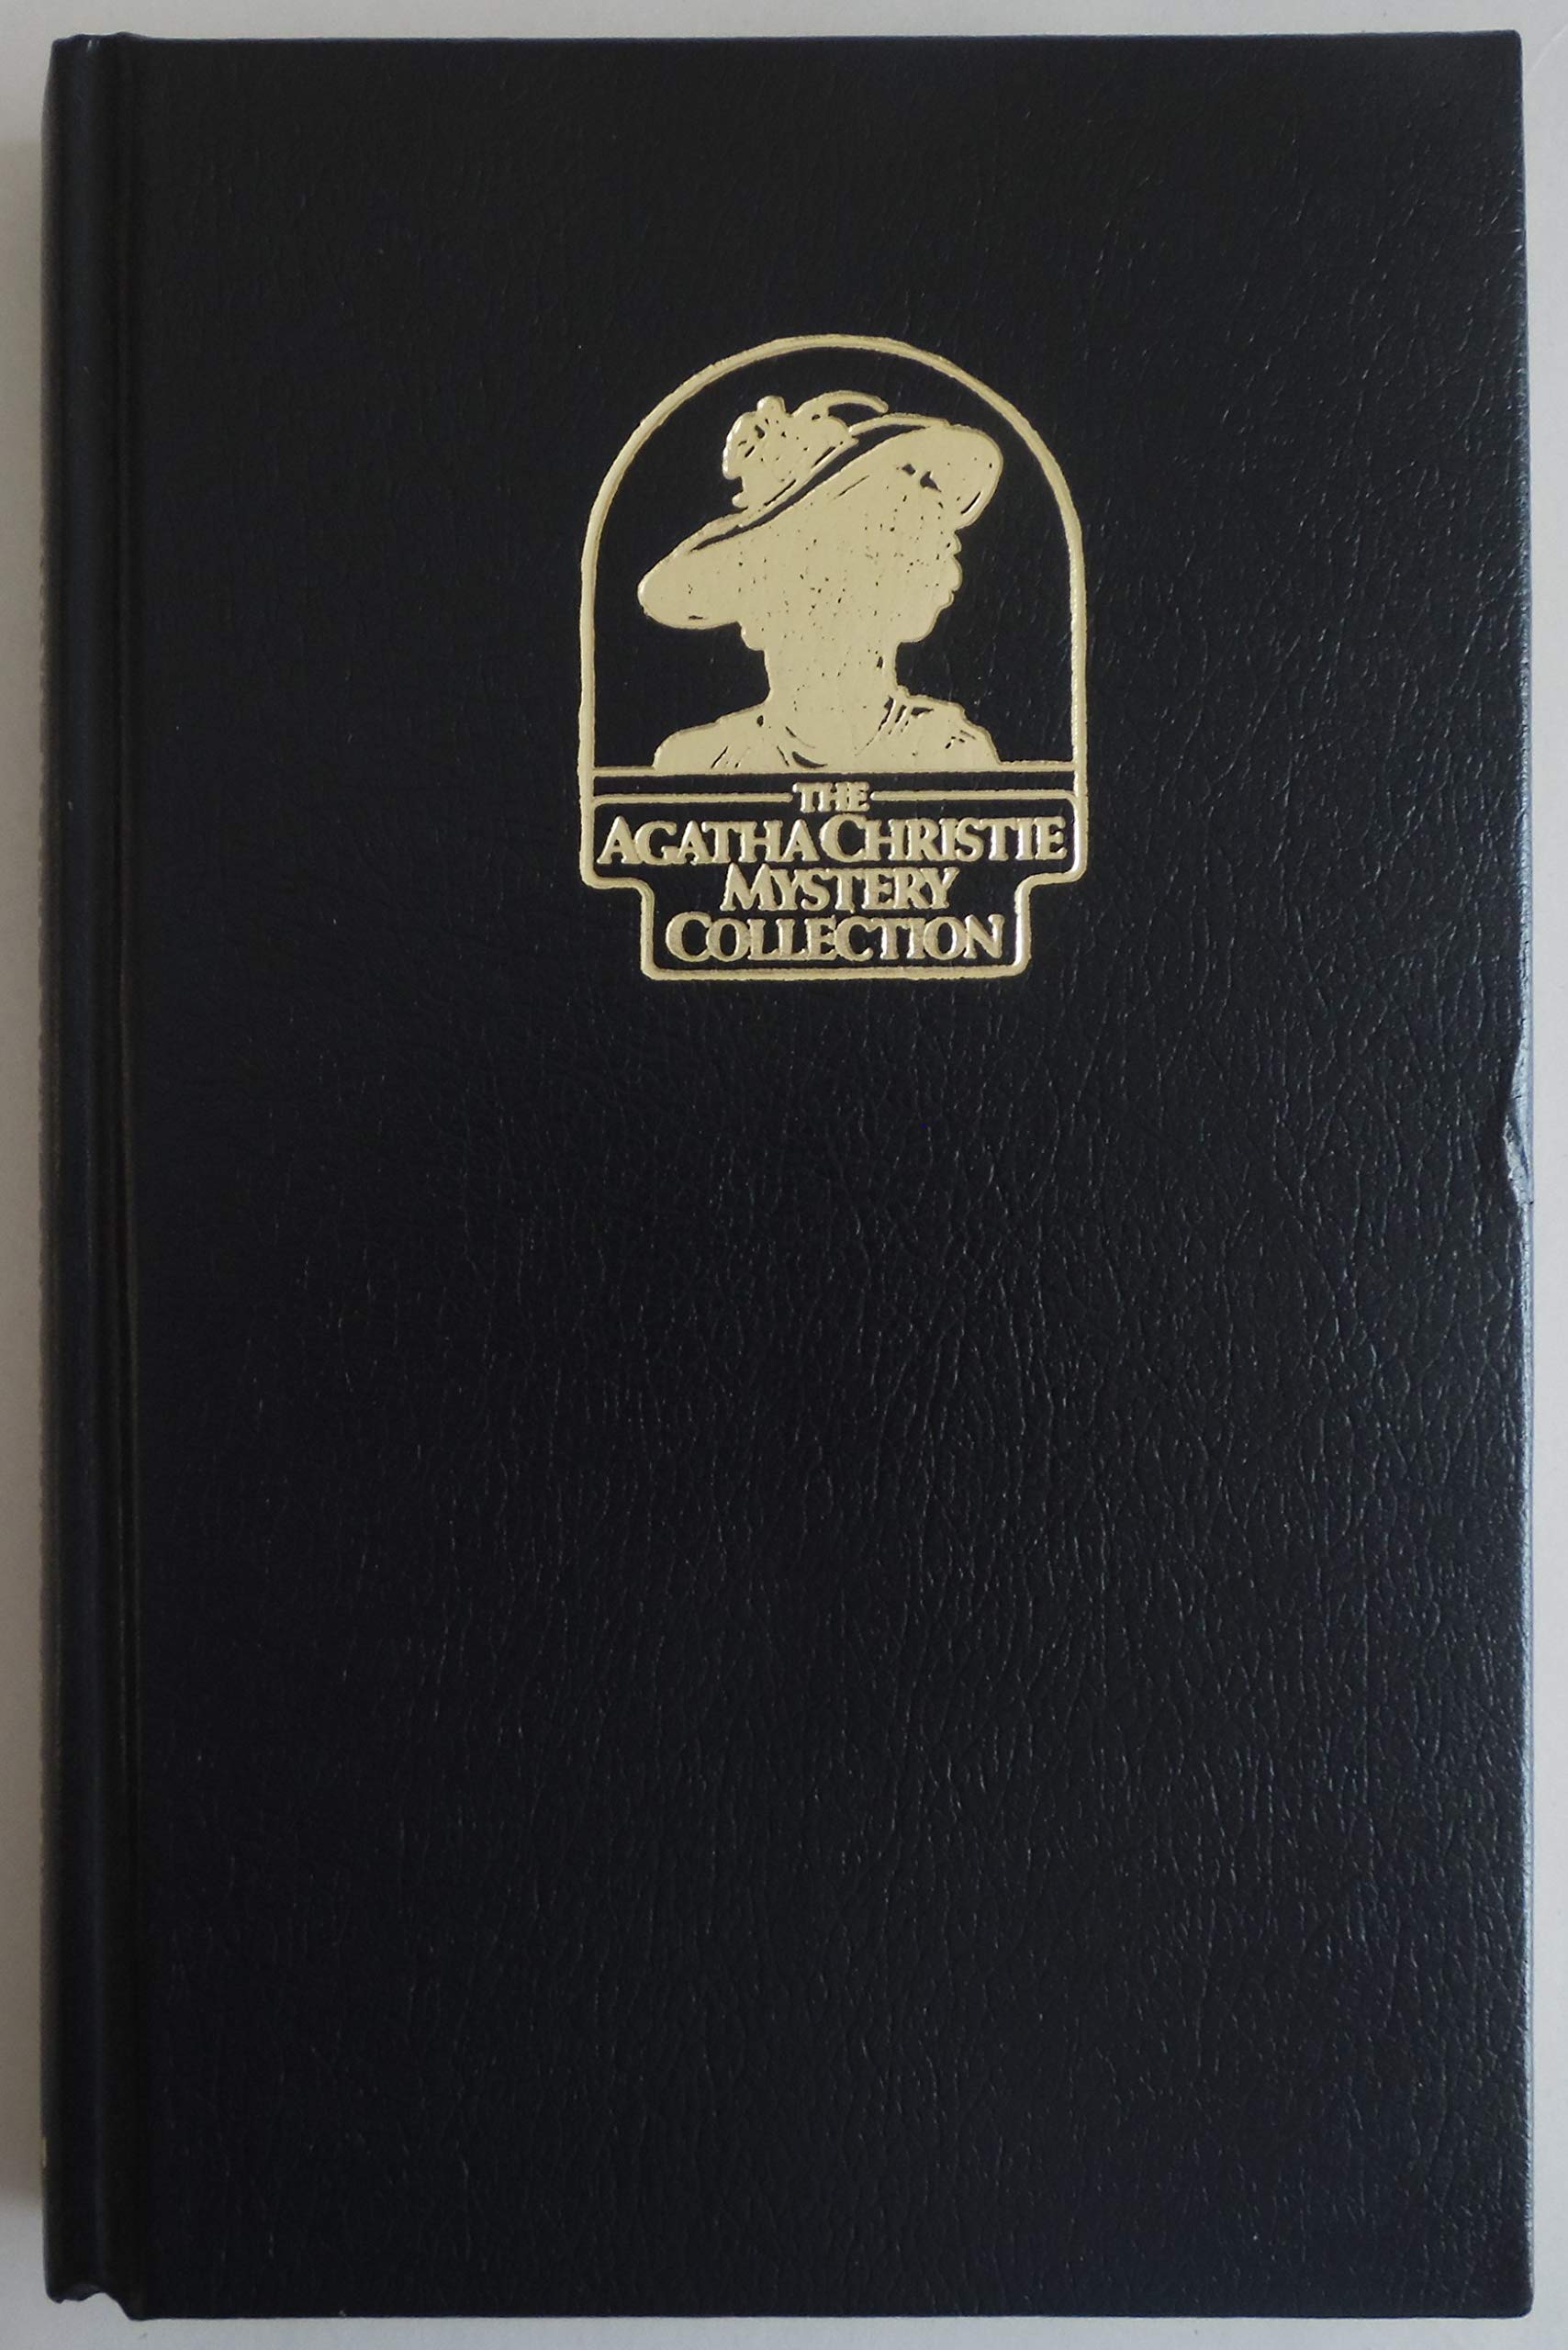 THE
AGATHA CHRISTIE
MYSTERY
COLLECTION